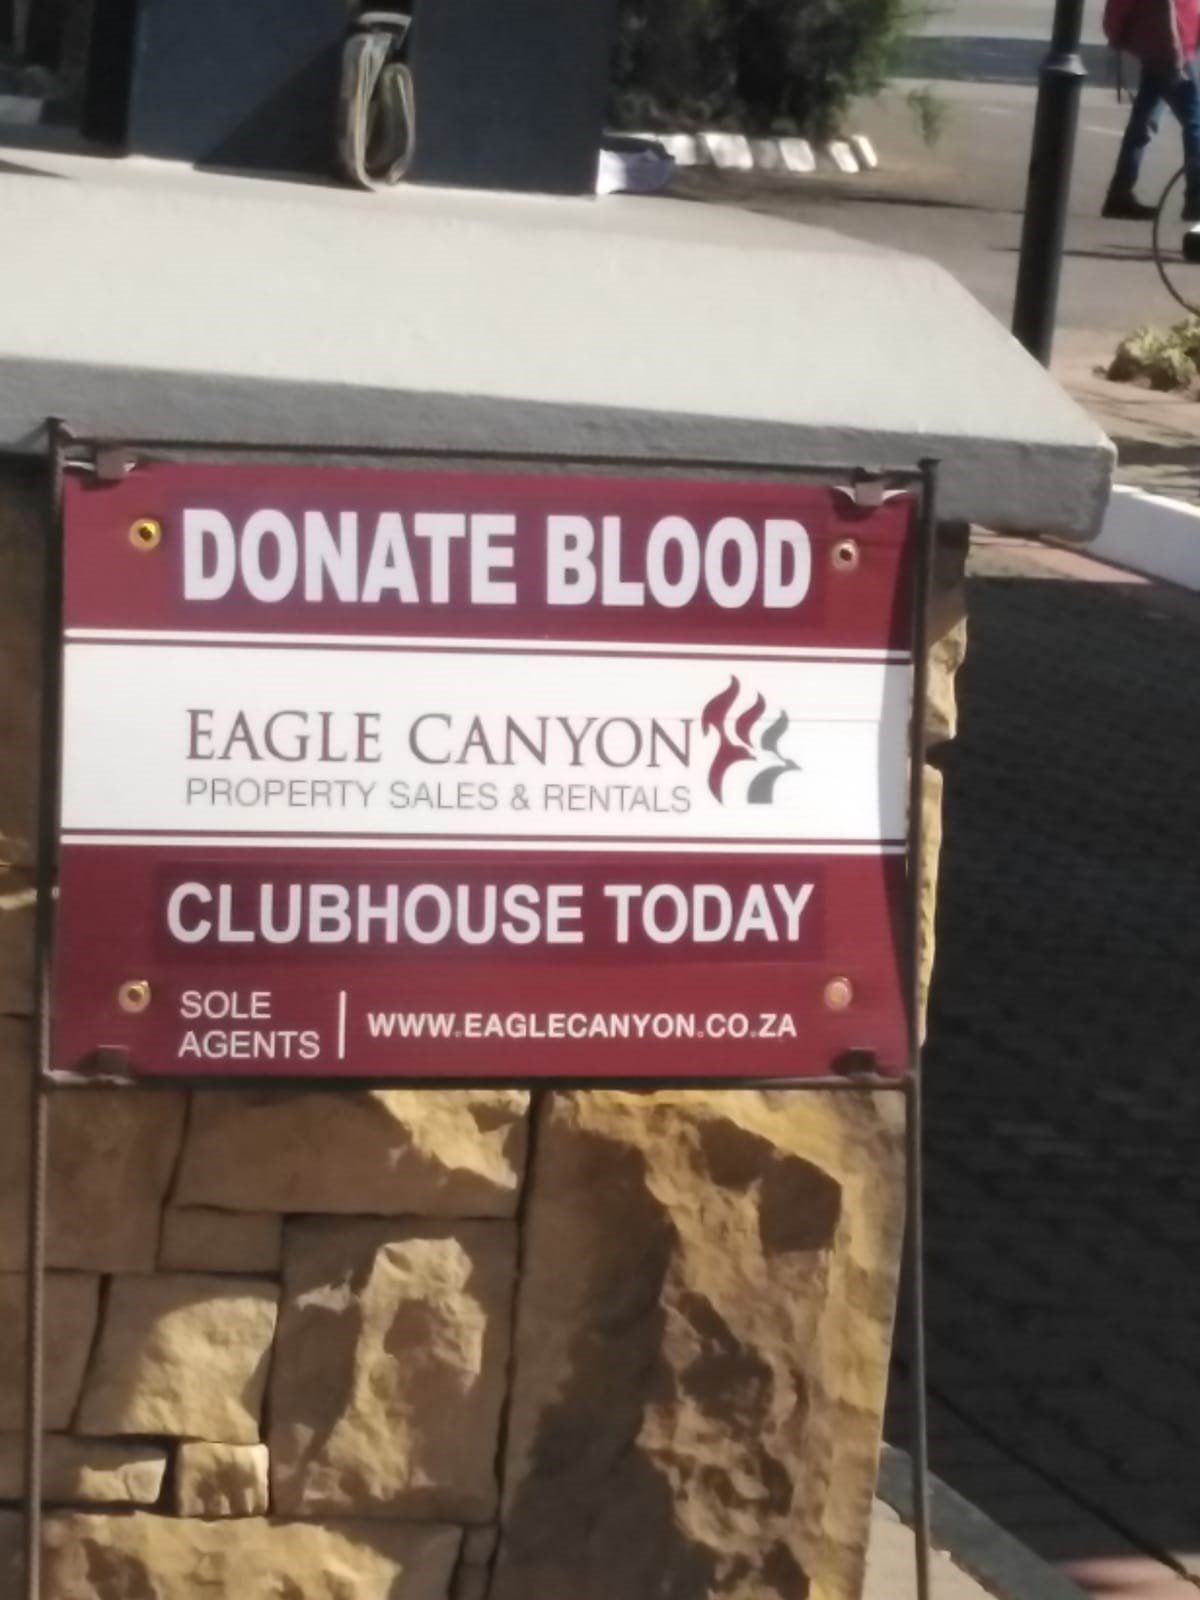 DONATE BLOOD
EAGLE CANYON
PROPERTY SALES & RENTALS
CLUBHOUSE TODAY
SOLE
AGENTS
WWW.EAGLECANYON.CO.ZA